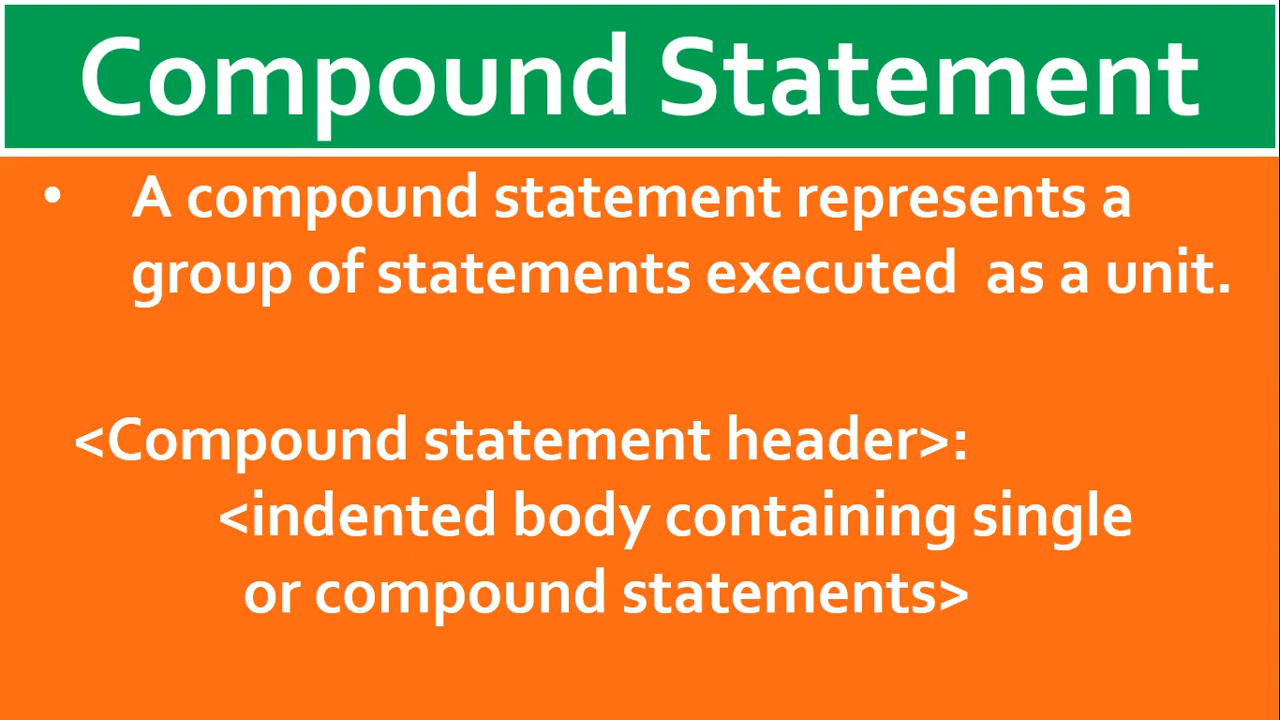 Compound Statement
• A compound statement represents a
group of statements executed  as a unit.
<Compound statement header>:
<indented body containing single
or compound statements>